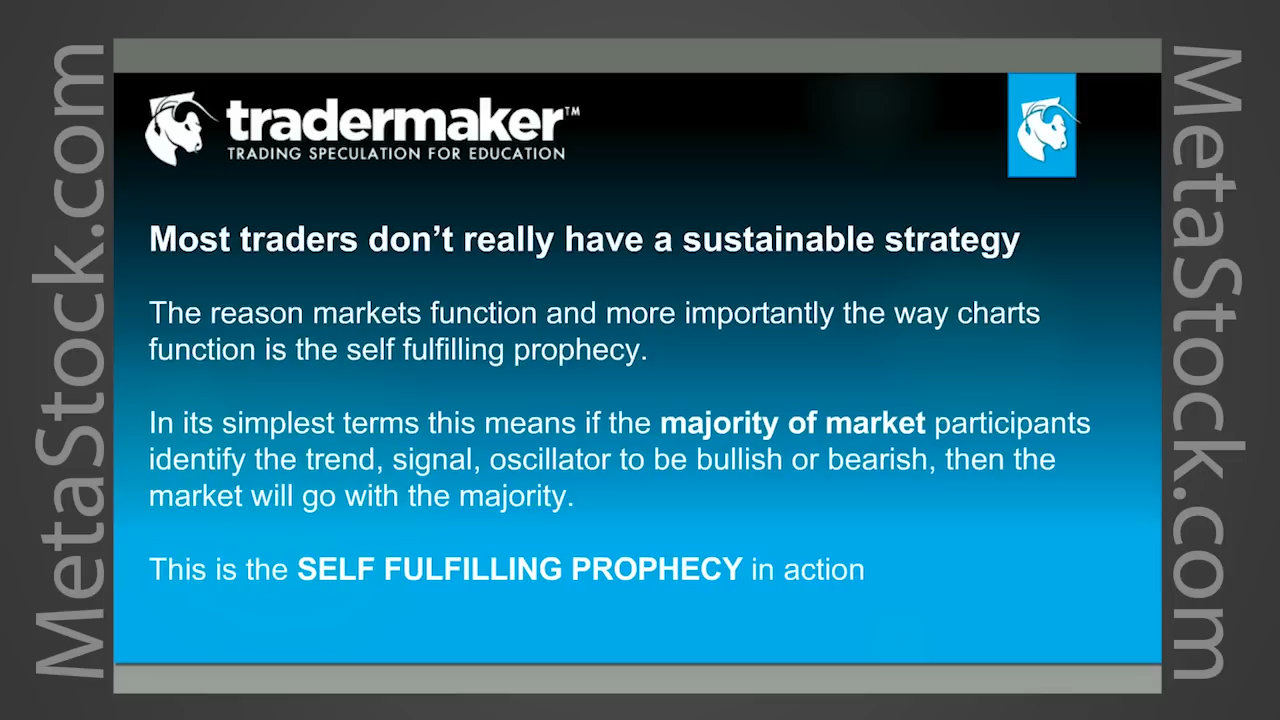 MetaStock.com
tradermaker™
TRADING SPECULATION FOR EDUCATION
Most traders don’t really have a sustainable strategy
The reason markets function and more importantly the way charts
function is the self fulfilling prophecy.
In its simplest terms this means if the majority of market participants
identify the trend, signal, oscillator to be bullish or bearish, then the
market will go with the majority.
This is the SELF FULFILLING PROPHECY in action
MetaStock.com